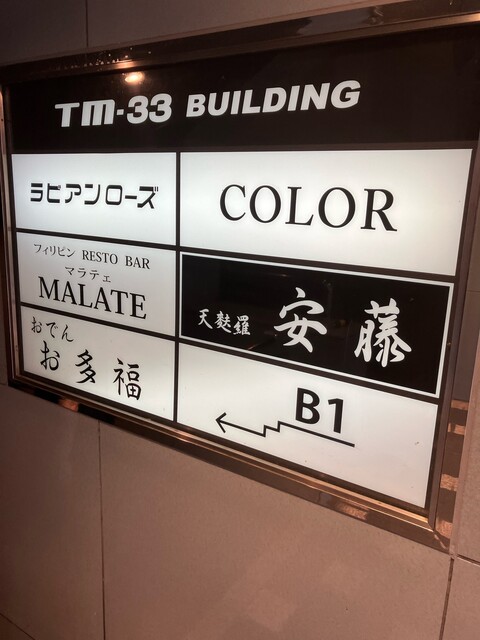 TM-33 BUILDING
ラビアンローズ
COLOR
フィリピン RESTO BAR
マラテェ
MALATE
天麩羅 安藤
おでん
お多福
B1